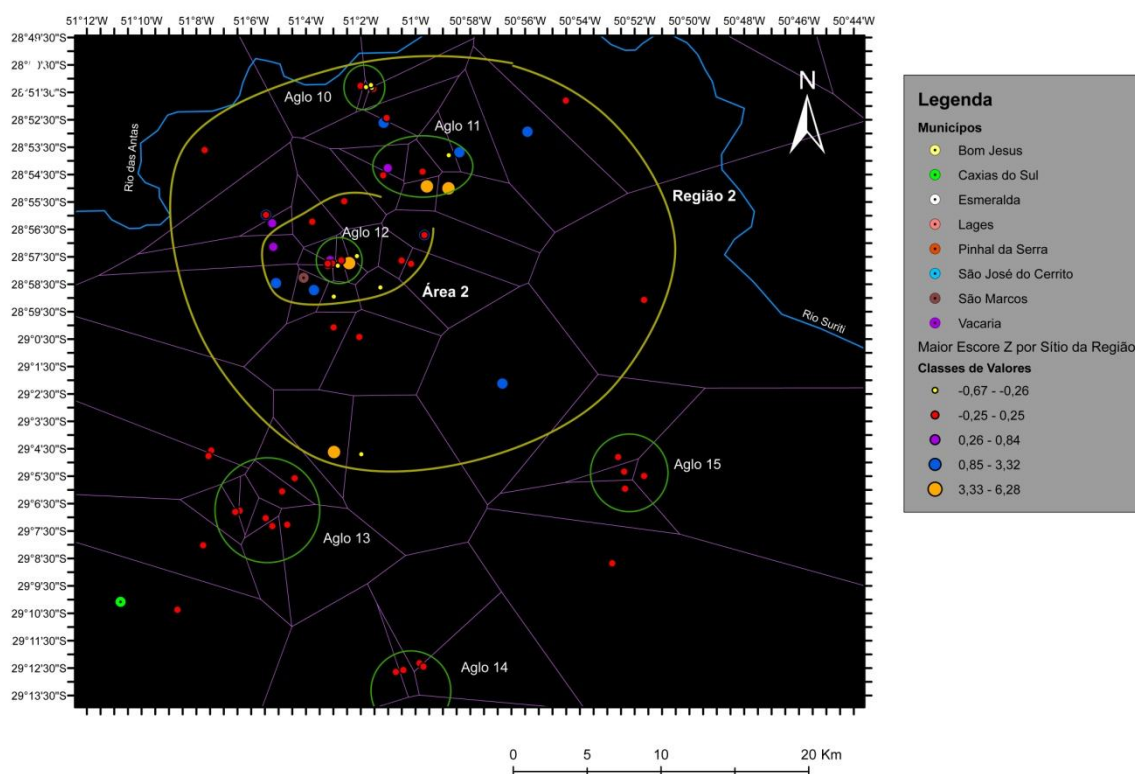 51°12'W 51°10'W 51°8'W 51°6'W 51°4'W 51°2'W 51°0'W 50°58'W 50°56'W 50°54'W 50°52'W 50°50'W 50°48'W 50°46'W 50°44'W
28°49'30"S
28°51'30"S
28°52'30"S
28°53'30"S
28°54'30"S
28°55'30"S
28°56'30"S
28°57'30"S
28°58'30"S
28°59'30"S
29°0'30"S
29°1'30"S
29°2'30"S
29°3'30"S
29°4'30"S
29°5'30"S
29°6'30"S
29°7'30"S
29°8'30"S
29°9'30"S
29°10'30"S
29°11'30"S
29°12'30"S
29°13'30"S
Rio das Antas
Aglo 10
Aglo 11
N
Região 2
Aglo 12
Área 2
Rio Suriti
Aglo 15
Aglo 13
Aglo 14
Legenda
Municípos
Bom Jesus
Caxias do Sul
Esmeralda
Lages
Pinhal da Serra
São José do Cerrito
São Marcos
Vacaria
Maior Escore Z por Sítio da Região
Classes de Valores
-0,67 - -0,26
-0,25 - 0,25
0,26 - 0,84
0,85 - 3,32
3,33 - 6,28
0 5 10 20 Km